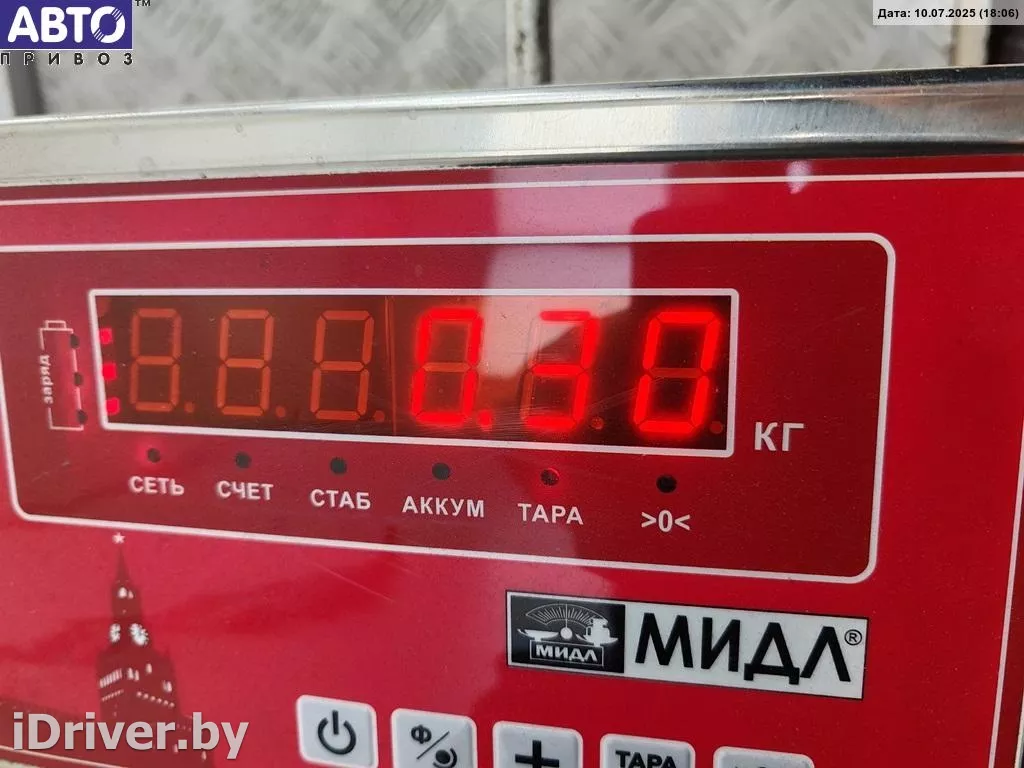 АВТО™
ПРИВОЗ
Дата: 10.07.2025 (18:06)
заряд
0.30
КГ
СЕТЬ СЧЕТ СТАБ АККУМ ТАРА >0<
МИДЛ МИДЛ®
Ф
ТАРА
iDriver.by